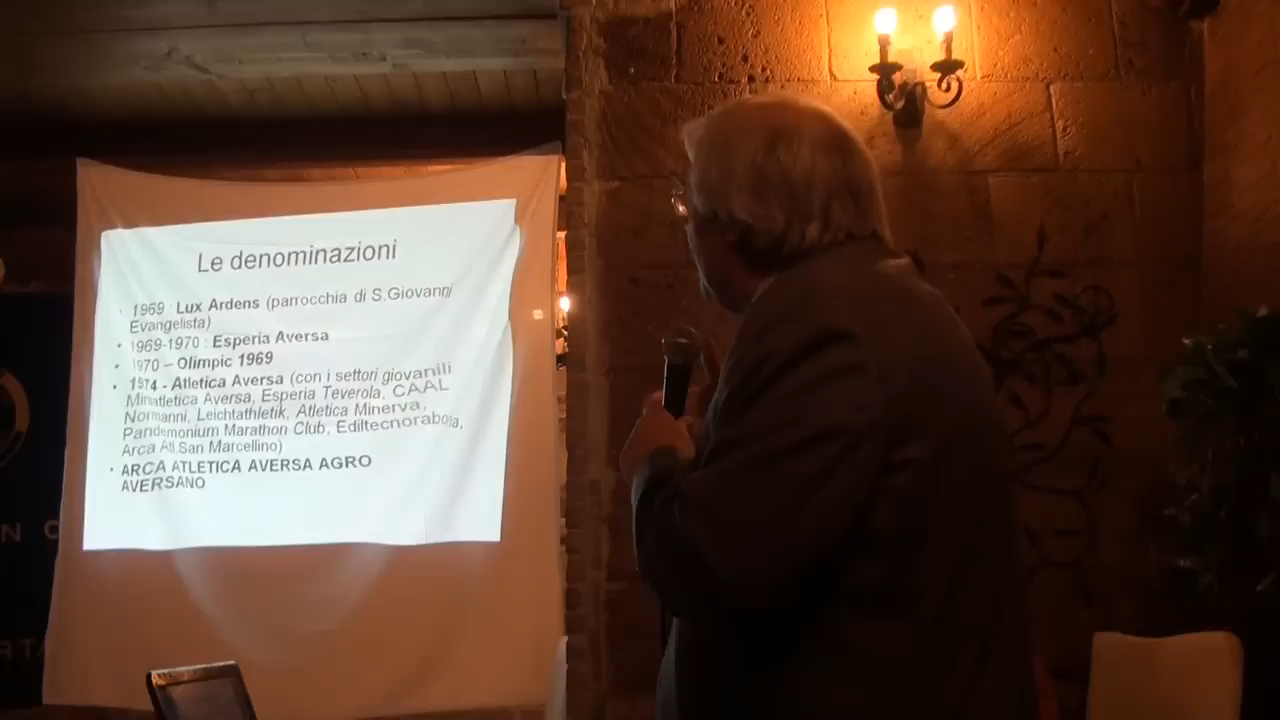 Le denominazioni
• 1969 : Lux Ardens (parrocchia di S.Giovanni
Evangelista)
• 1969-1970 : Esperia Aversa
• 1970 – Olimpic 1969
• 1974 - Atletica Aversa (con i settori giovanili
Miniatletica Aversa, Esperia Teverola, CAAL
Normanni, Leichtathletik, Atletica Minerva,
Pandemonium Marathon Club, Ediltecnorabona,
Arca Atl.San Marcellino)
• ARCA ATLETICA AVERSA AGRO
AVERSANO